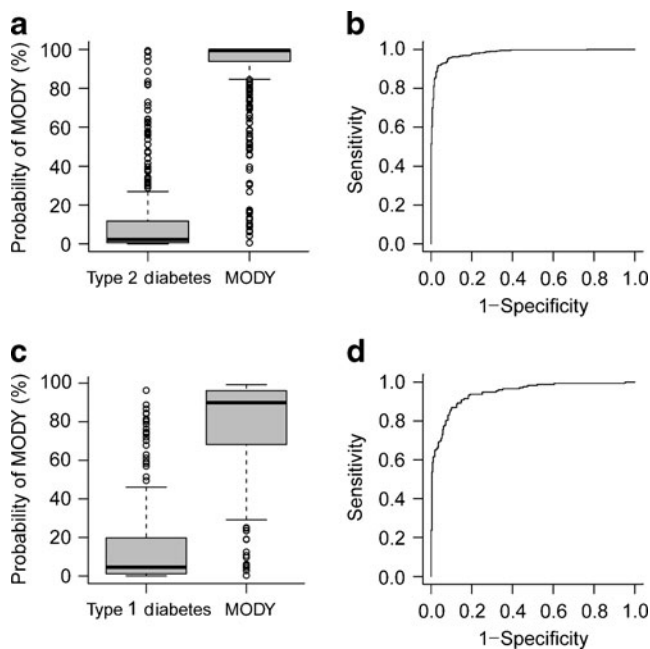 a
Probability of MODY (%)
100
80
60
40
20
0
Type 2 diabetes MODY
b
Sensitivity
1.0
0.8
0.6
0.4
0.2
0.0
0.0 0.2 0.4 0.6 0.8 1.0
1−Specificity
c
Probability of MODY (%)
100
80
60
40
20
0
Type 1 diabetes MODY
d
Sensitivity
1.0
0.8
0.6
0.4
0.2
0.0
0.0 0.2 0.4 0.6 0.8 1.0
1−Specificity